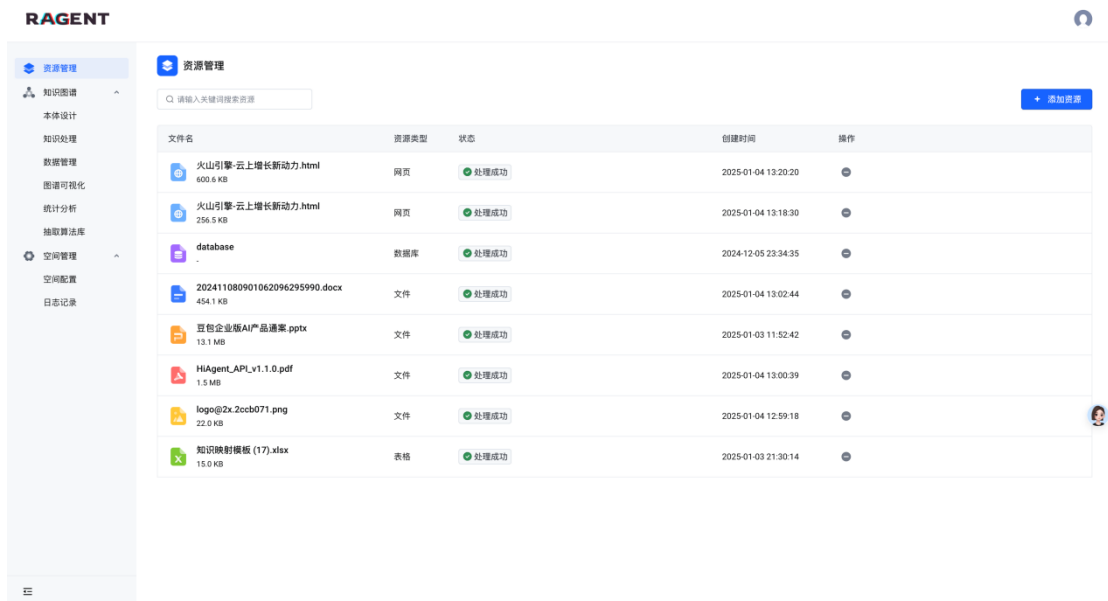 RAGENT
资源管理
知识图谱
本体设计
知识处理
数据管理
图谱可视化
统计分析
抽取算法库
空间管理
空间配置
日志记录
资源管理
请输入关键词搜索资源
+ 添加资源
文件名 资源类型 状态 创建时间 操作
火山引擎-云上增长新动力.html
600.6 KB
网页 处理成功 2025-01-04 13:20:20
火山引擎-云上增长新动力.html
256.5 KB
网页 处理成功 2025-01-04 13:18:30
database
-
数据库 处理成功 2024-12-05 23:34:35
202411080901062096295990.docx
454.1 KB
文件 处理成功 2025-01-04 13:02:44
豆包企业版AI产品通案.pptx
13.1 MB
文件 处理成功 2025-01-03 11:52:42
HiAgent_API_v1.1.0.pdf
1.5 MB
文件 处理成功 2025-01-04 13:00:39
logo@2x.2ccb071.png
22.0 KB
文件 处理成功 2025-01-04 12:59:18
知识映射模板 (17).xlsx
15.0 KB
表格 处理成功 2025-01-03 21:30:14